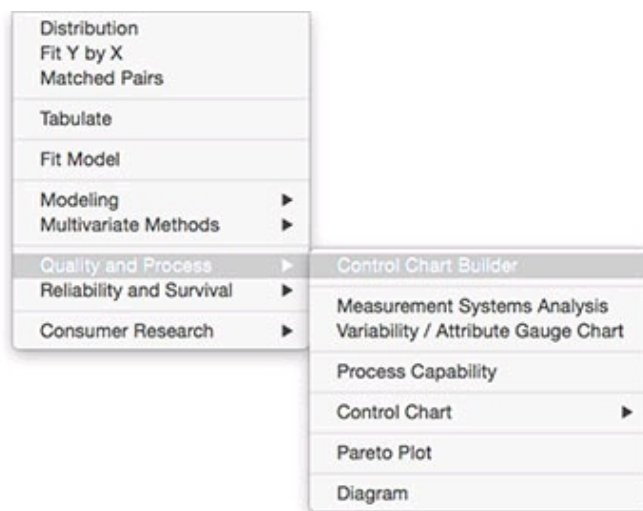 Distribution
Fit Y by X
Matched Pairs
Tabulate
Fit Model
Modeling
Multivariate Methods
Quality and Process
Reliability and Survival
Consumer Research
Control Chart Builder
Measurement Systems Analysis
Variability / Attribute Gauge Chart
Process Capability
Control Chart
Pareto Plot
Diagram